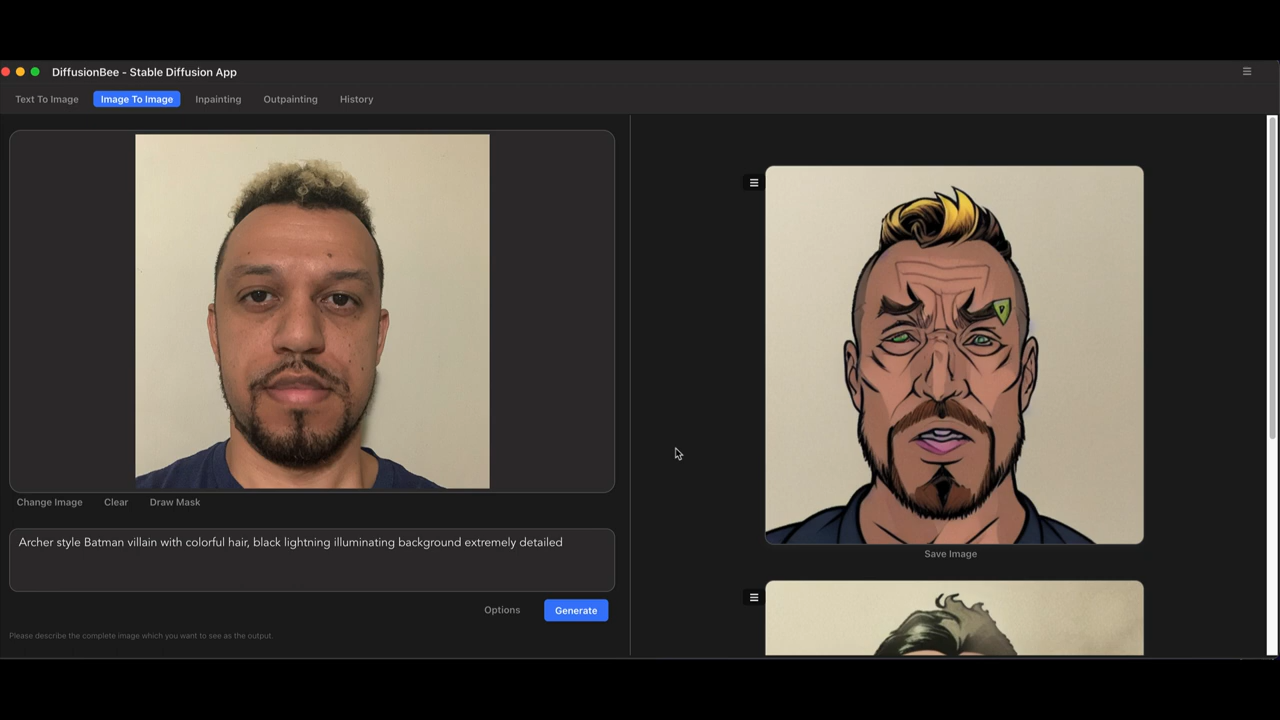 DiffusionBee - Stable Diffusion App
Text To Image
Image To Image
Inpainting
Outpainting
History
Change Image
Clear
Draw Mask
Archer style Batman villain with colorful hair, black lightning illuminating background extremely detailed
Options
Generate
Please describe the complete image which you want to see as the output.
Save Image